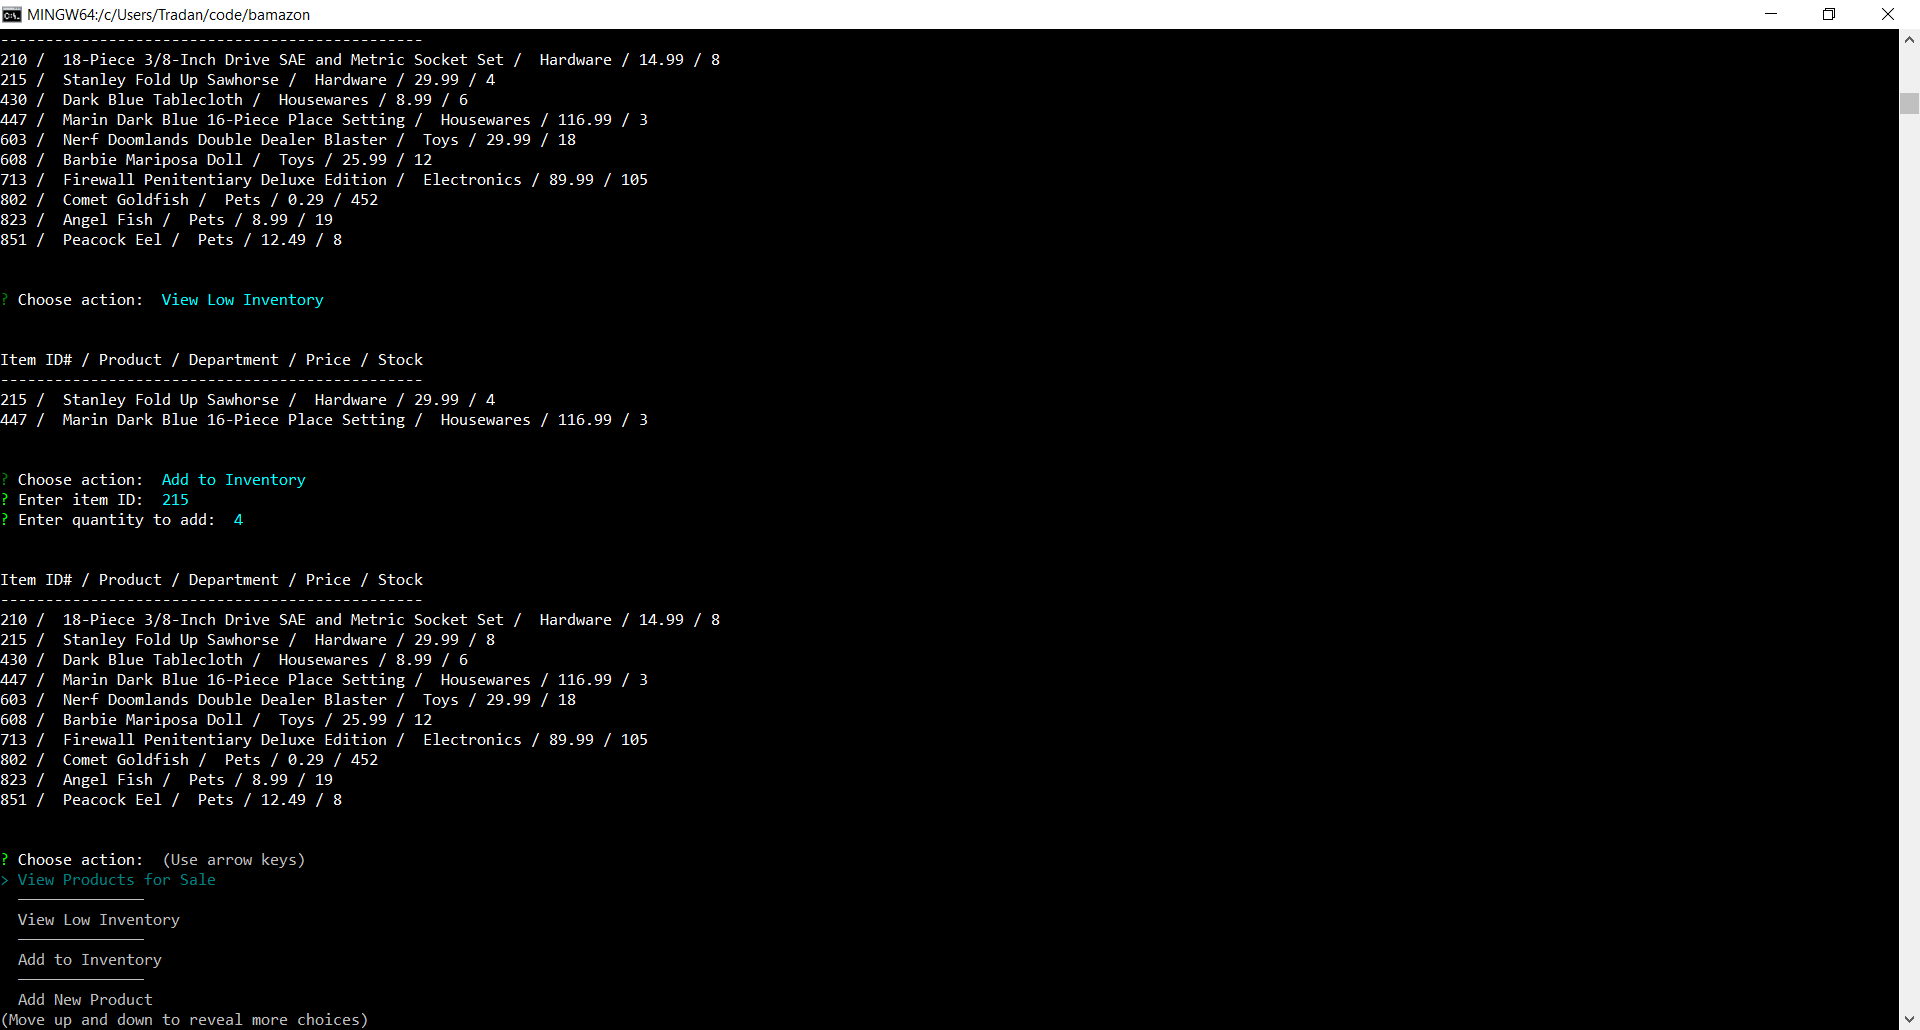 MINGW64:/c/Users/Tradan/code/bamazon
-----------------------------------------------
210 /  18-Piece 3/8-Inch Drive SAE and Metric Socket Set /  Hardware / 14.99 / 8
215 /  Stanley Fold Up Sawhorse /  Hardware / 29.99 / 4
430 /  Dark Blue Tablecloth /  Housewares / 8.99 / 6
447 /  Marin Dark Blue 16-Piece Place Setting /  Housewares / 116.99 / 3
603 /  Nerf Doomlands Double Dealer Blaster /  Toys / 29.99 / 18
608 /  Barbie Mariposa Doll /  Toys / 25.99 / 12
713 /  Firewall Penitentiary Deluxe Edition /  Electronics / 89.99 / 105
802 /  Comet Goldfish /  Pets / 0.29 / 452
823 /  Angel Fish /  Pets / 8.99 / 19
851 /  Peacock Eel /  Pets / 12.49 / 8
? Choose action:  View Low Inventory
Item ID# / Product / Department / Price / Stock
-----------------------------------------------
215 /  Stanley Fold Up Sawhorse /  Hardware / 29.99 / 4
447 /  Marin Dark Blue 16-Piece Place Setting /  Housewares / 116.99 / 3
? Choose action:  Add to Inventory
? Enter item ID:  215
? Enter quantity to add:  4
Item ID# / Product / Department / Price / Stock
-----------------------------------------------
210 /  18-Piece 3/8-Inch Drive SAE and Metric Socket Set /  Hardware / 14.99 / 8
215 /  Stanley Fold Up Sawhorse /  Hardware / 29.99 / 8
430 /  Dark Blue Tablecloth /  Housewares / 8.99 / 6
447 /  Marin Dark Blue 16-Piece Place Setting /  Housewares / 116.99 / 3
603 /  Nerf Doomlands Double Dealer Blaster /  Toys / 29.99 / 18
608 /  Barbie Mariposa Doll /  Toys / 25.99 / 12
713 /  Firewall Penitentiary Deluxe Edition /  Electronics / 89.99 / 105
802 /  Comet Goldfish /  Pets / 0.29 / 452
823 /  Angel Fish /  Pets / 8.99 / 19
851 /  Peacock Eel /  Pets / 12.49 / 8
? Choose action:  (Use arrow keys)
> View Products for Sale
  ──────────────
  View Low Inventory
  ──────────────
  Add to Inventory
  ──────────────
  Add New Product
(Move up and down to reveal more choices)